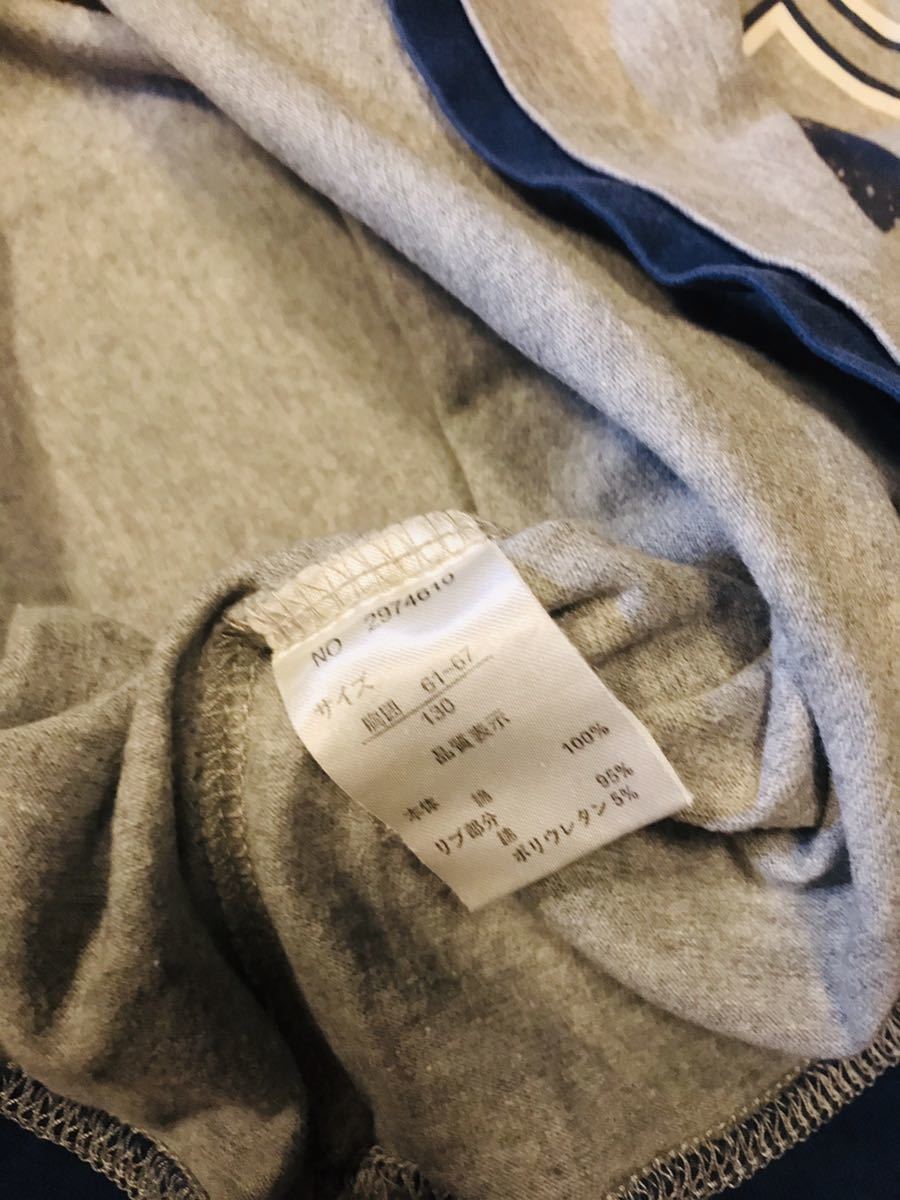 NO 2974610
サイズ
胸囲 61~67
130
品質表示
本体 綿 100%
リブ部分 綿 95%
ポリウレタン 5%